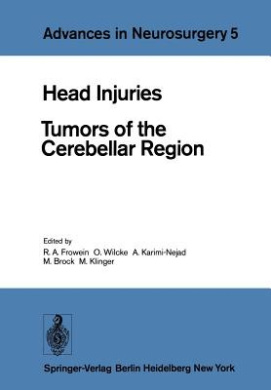 Advances in Neurosurgery 5
Head Injuries
Tumors of the
Cerebellar Region
Edited by
R. A. Frowein O. Wilcke A. Karimi-Nejad
M. Brock M. Klinger
Springer-Verlag Berlin Heidelberg New York